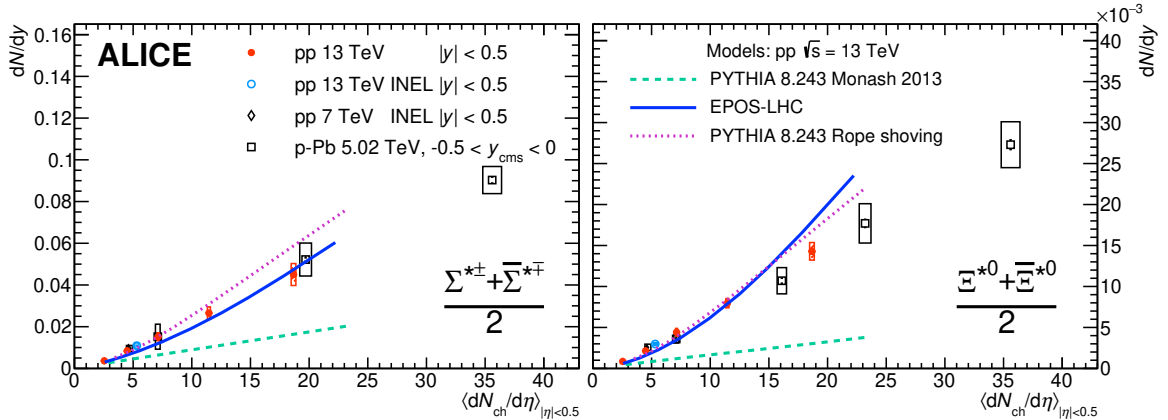 ALICE
dN/dy
0.16
0.14
0.12
0.1
0.08
0.06
0.04
0.02
0
pp 13 TeV |y| < 0.5
pp 13 TeV INEL |y| < 0.5
pp 7 TeV INEL |y| < 0.5
p-Pb 5.02 TeV, -0.5 < y_cms < 0
Σ*± + Σ̅*∓
2
0 5 10 15 20 25 30 35 40
⟨dN_ch/dη⟩_|η|<0.5
×10⁻³
dN/dy
Models: pp √s = 13 TeV
PYTHIA 8.243 Monash 2013
EPOS-LHC
PYTHIA 8.243 Rope shoving
40
35
30
25
20
15
10
5
0
Ξ*⁰ + Ξ̅*⁰
2
5 10 15 20 25 30 35 40
⟨dN_ch/dη⟩_|η|<0.5